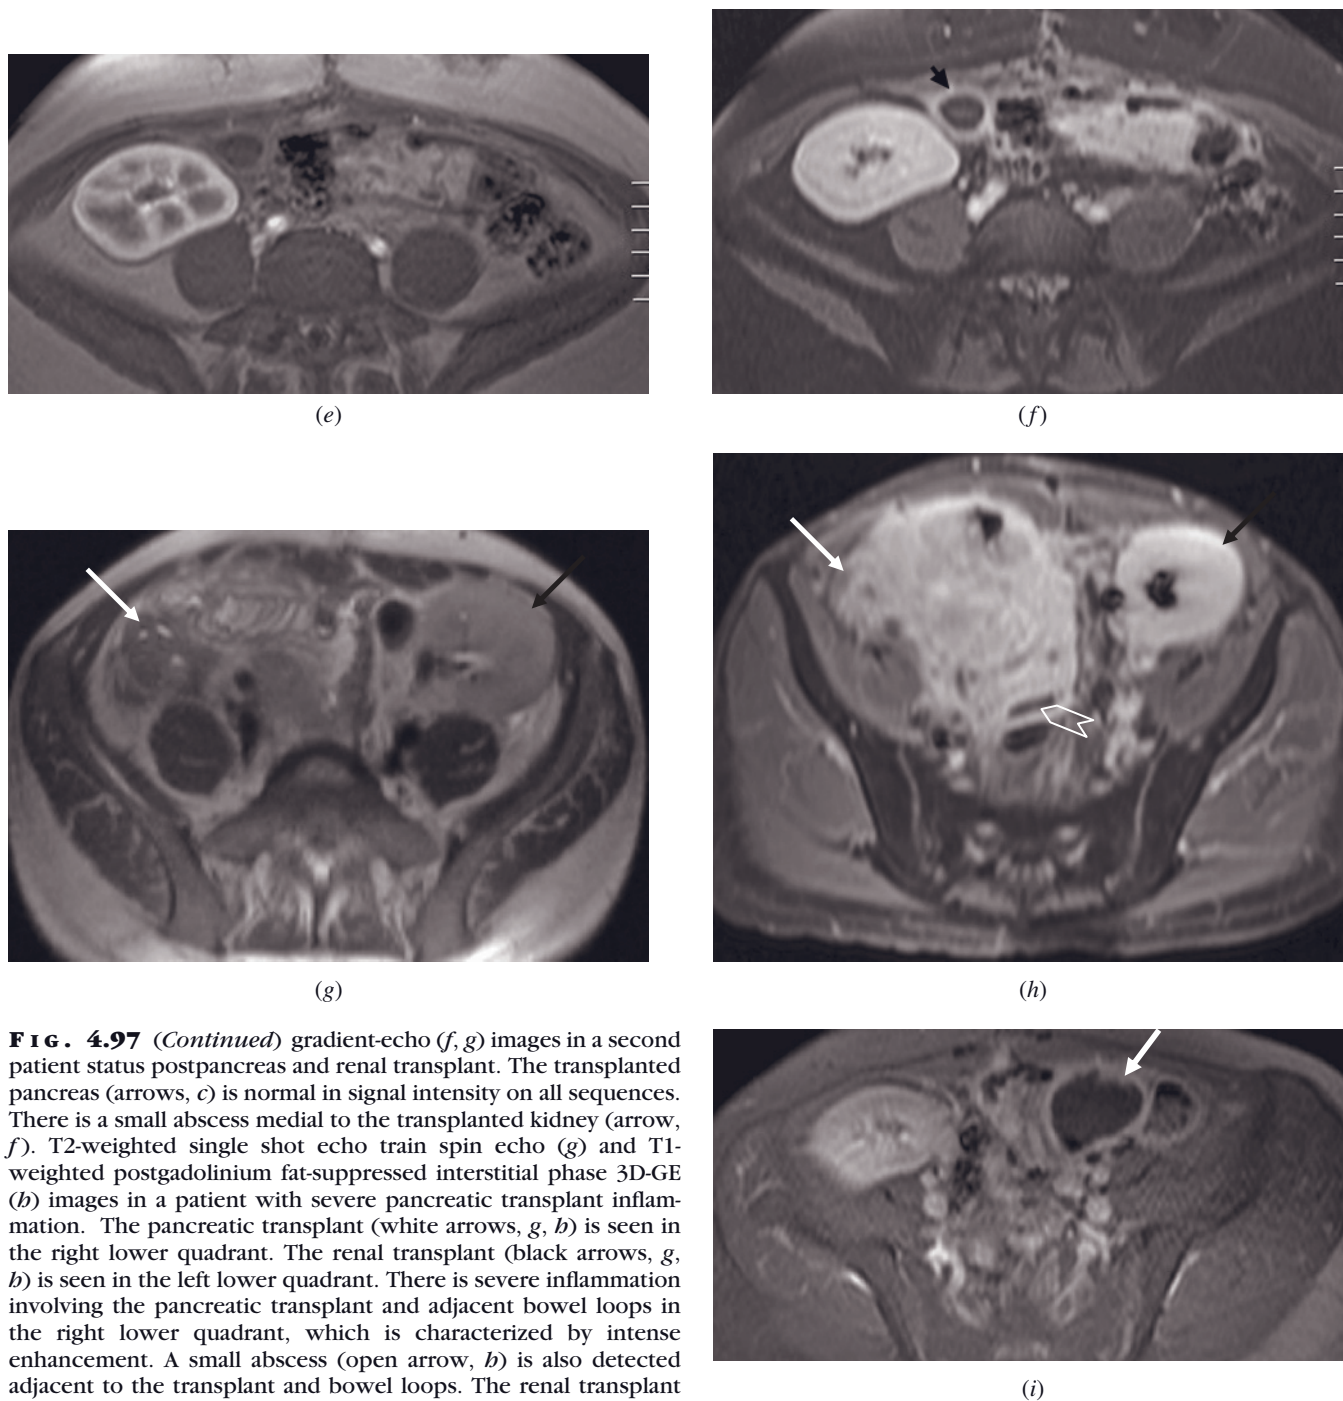 (e)
(f)
(g)
(h)
FIG. 4.97 (Continued) gradient-echo (f, g) images in a second
patient status postpancreas and renal transplant. The transplanted
pancreas (arrows, c) is normal in signal intensity on all sequences.
There is a small abscess medial to the transplanted kidney (arrow,
f). T2-weighted single shot echo train spin echo (g) and T1-
weighted postgadolinium fat-suppressed interstitial phase 3D-GE
(h) images in a patient with severe pancreatic transplant inflam-
mation. The pancreatic transplant (white arrows, g, h) is seen in
the right lower quadrant. The renal transplant (black arrows, g,
h) is seen in the left lower quadrant. There is severe inflammation
involving the pancreatic transplant and adjacent bowel loops in
the right lower quadrant, which is characterized by intense
enhancement. A small abscess (open arrow, h) is also detected
adjacent to the transplant and bowel loops. The renal transplant
(i)